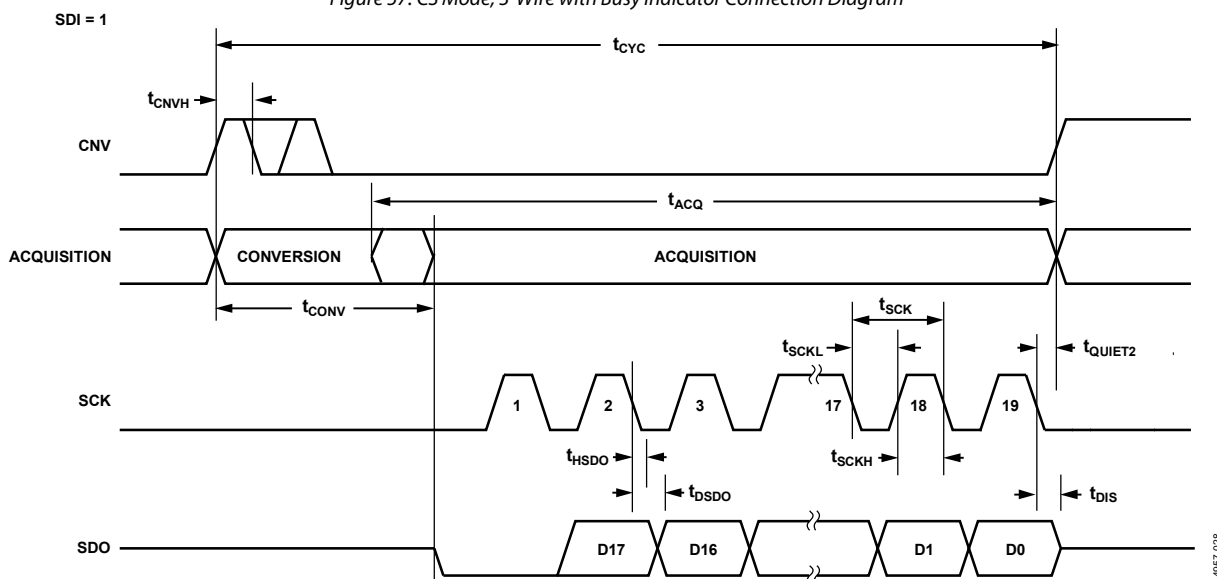 Figure 37. CS Mode, 3-Wire with Busy Indicator Connection Diagram
SDI = 1
tCYC
tCNVH
CNV
tACQ
ACQUISITION
CONVERSION
ACQUISITION
tCONV
tSCK
tSCKL
tQUIET2
SCK
1
2
3
17
18
19
tHSDO
tSCKH
tDSDO
tDIS
SDO
D17
D16
D1
D0